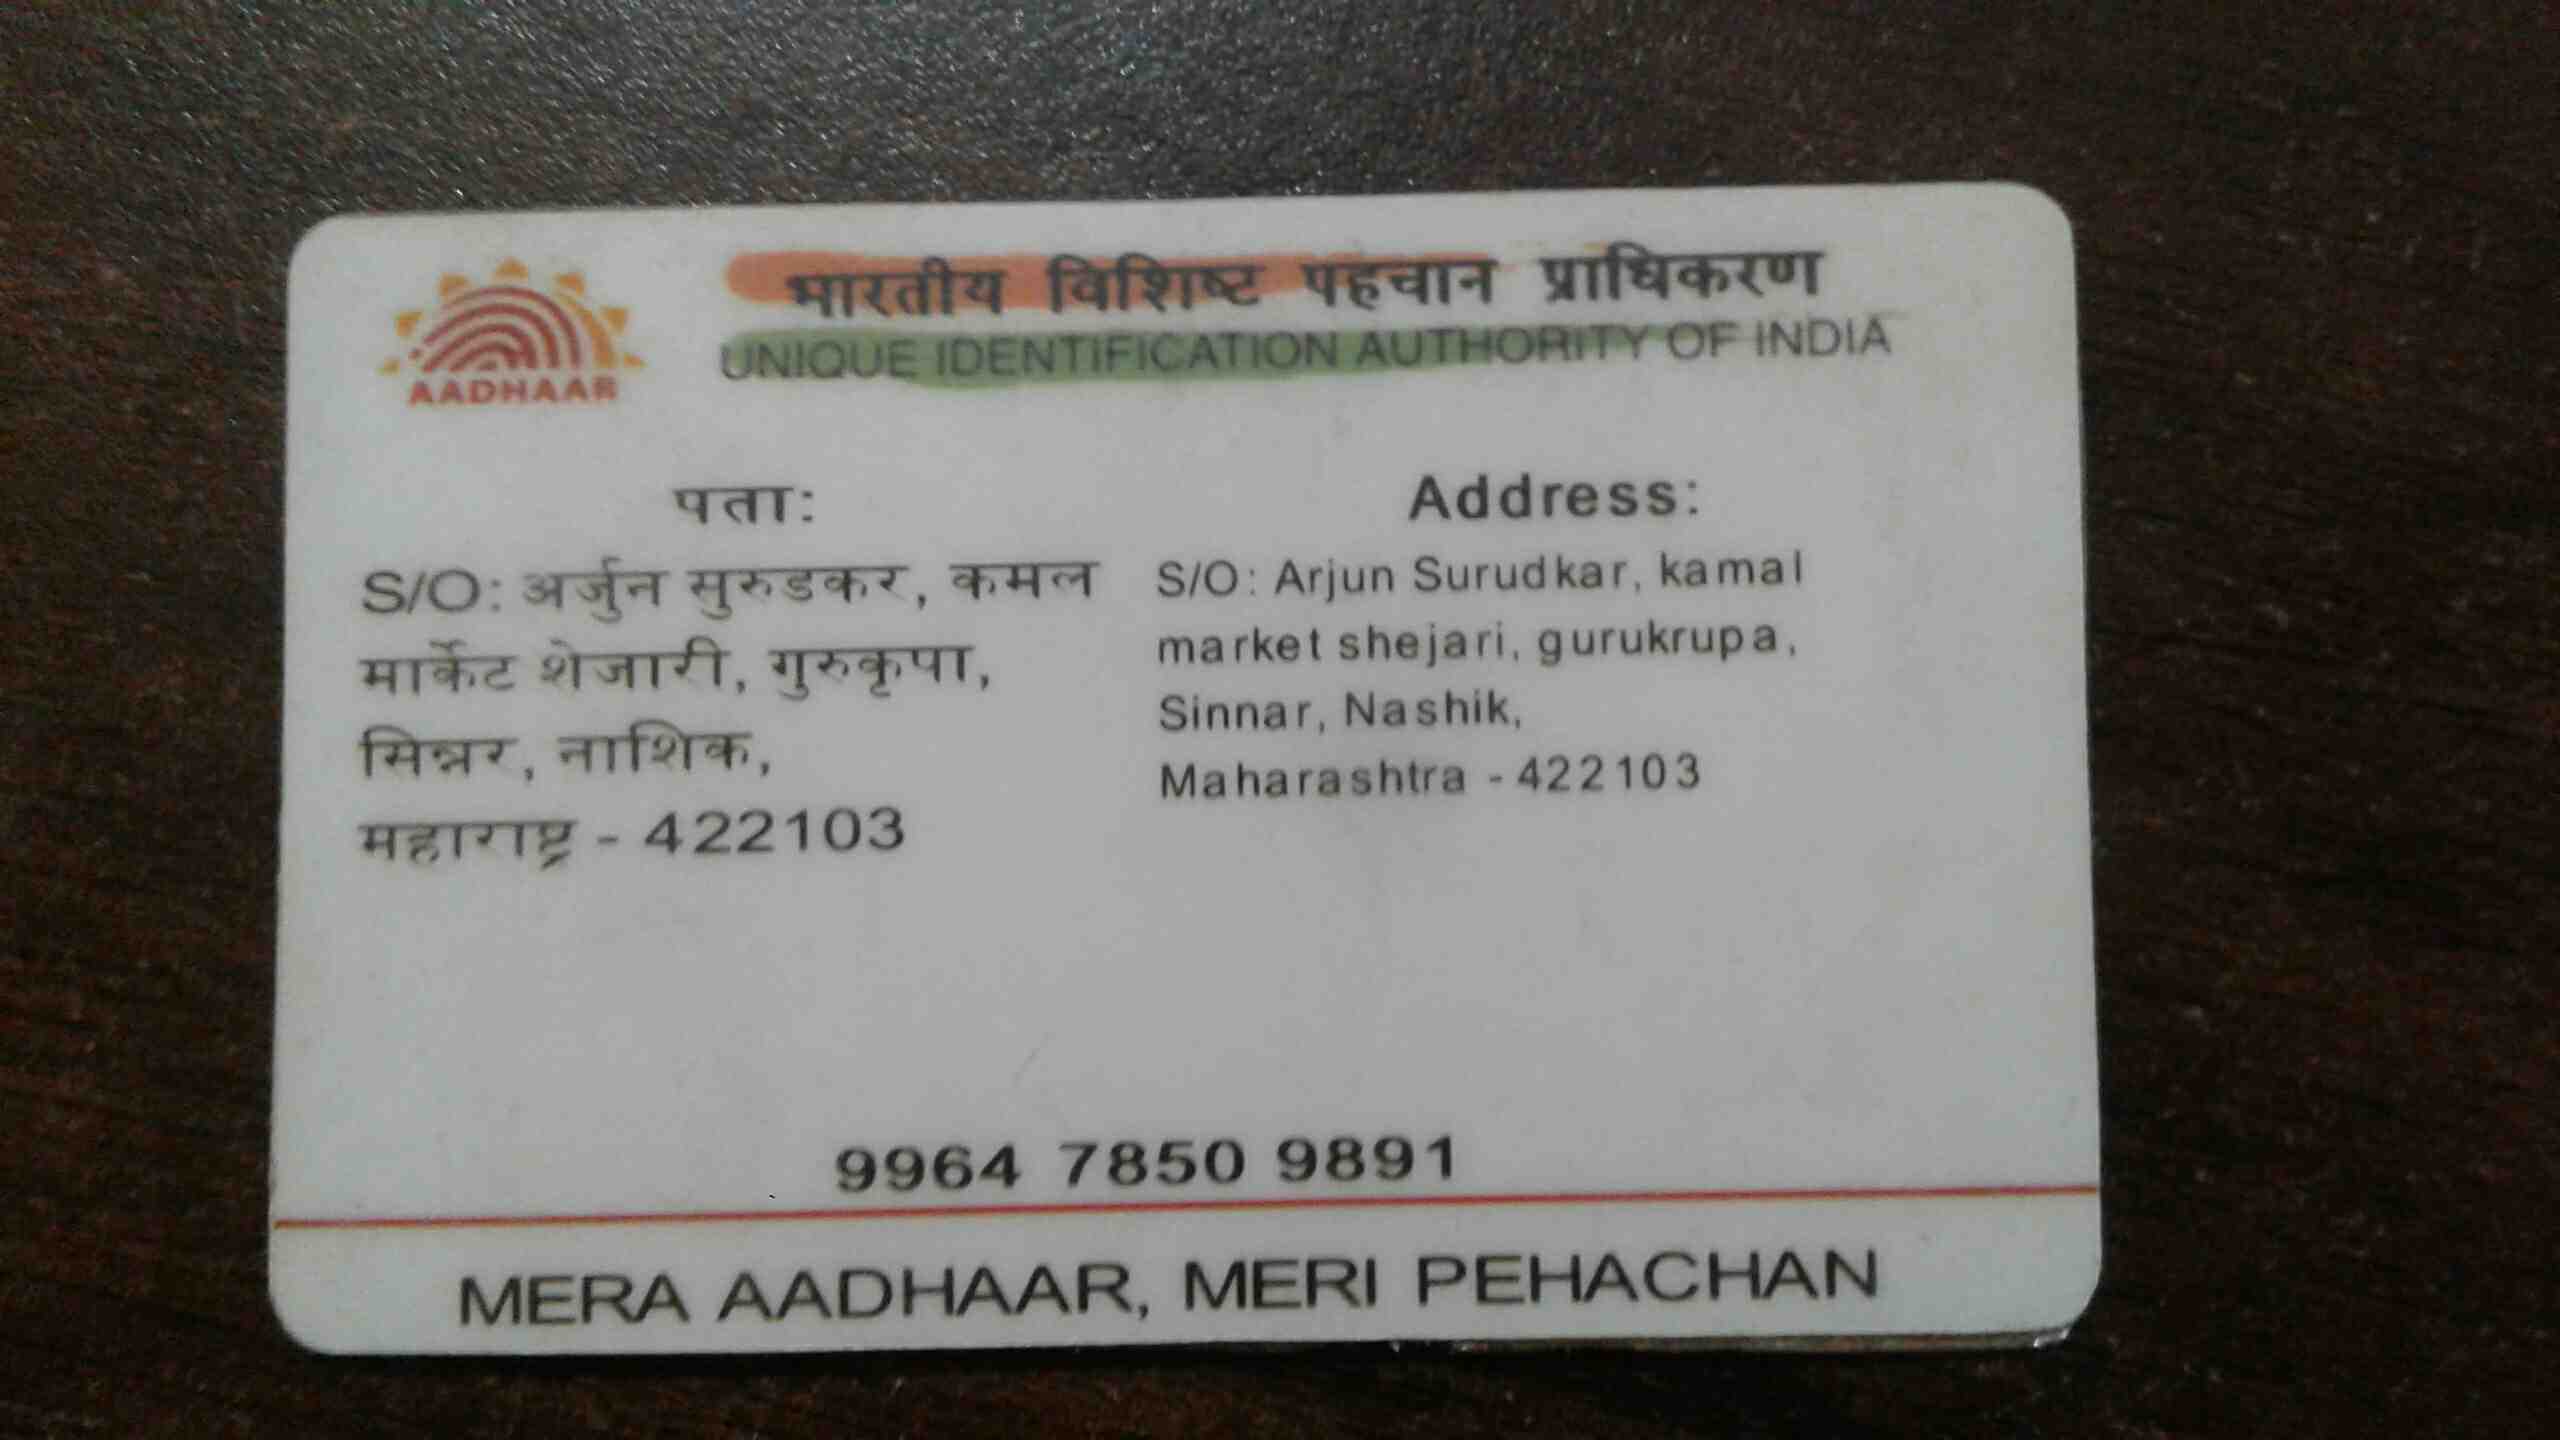 भारतीय विशिष्ट पहचान प्राधिकरण
UNIQUE IDENTIFICATION AUTHORITY OF INDIA
AADHAAR
पता:
S/O: अर्जुन सुरुडकर, कमल
मार्केट शेजारी, गुरुकृपा,
सिन्नर, नाशिक,
महाराष्ट्र - 422103
Address:
S/O: Arjun Surudkar, kamal
market shejari, gurukrupa,
Sinnar, Nashik,
Maharashtra - 422103
9964 7850 9891
MERA AADHAAR, MERI PEHACHAN